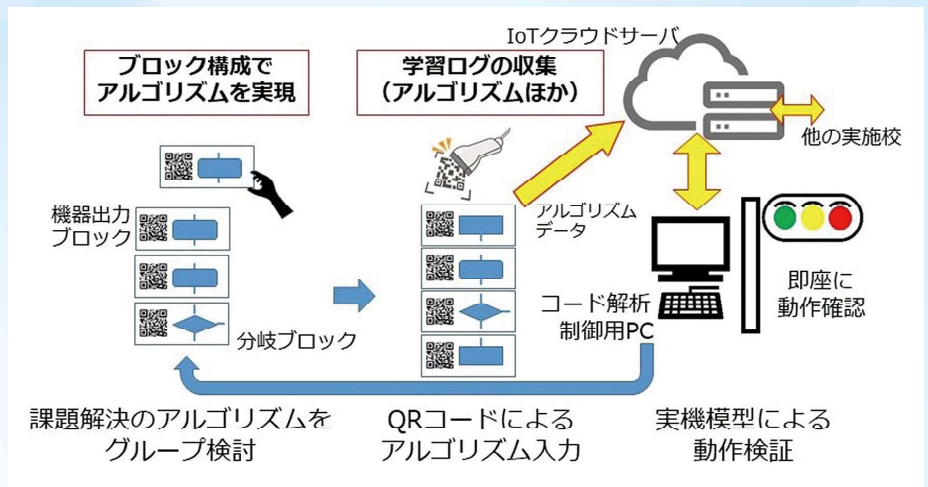 IoTクラウドサーバ
ブロック構成で
アルゴリズムを実現
学習ログの収集
（アルゴリズムほか）
他の実施校
機器出力
ブロック
アルゴリズム
データ
分岐ブロック
コード解析
制御用PC
即座に
動作確認
課題解決のアルゴリズムを
グループ検討
QRコードによる
アルゴリズム入力
実機模型による
動作検証